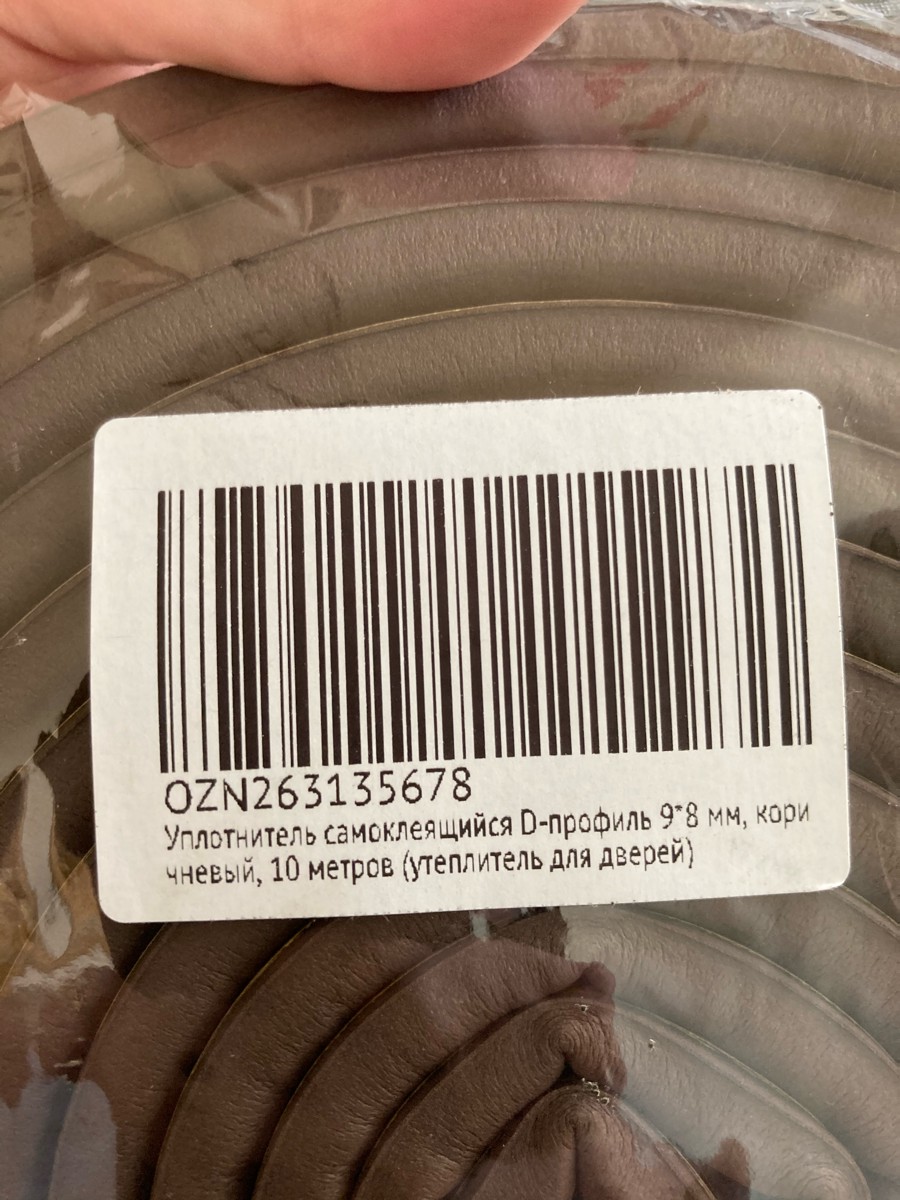 OZN263135678
Уплотнитель самоклеящийся D-профиль 9*8 мм, кори
чневый, 10 метров (утеплитель для дверей)